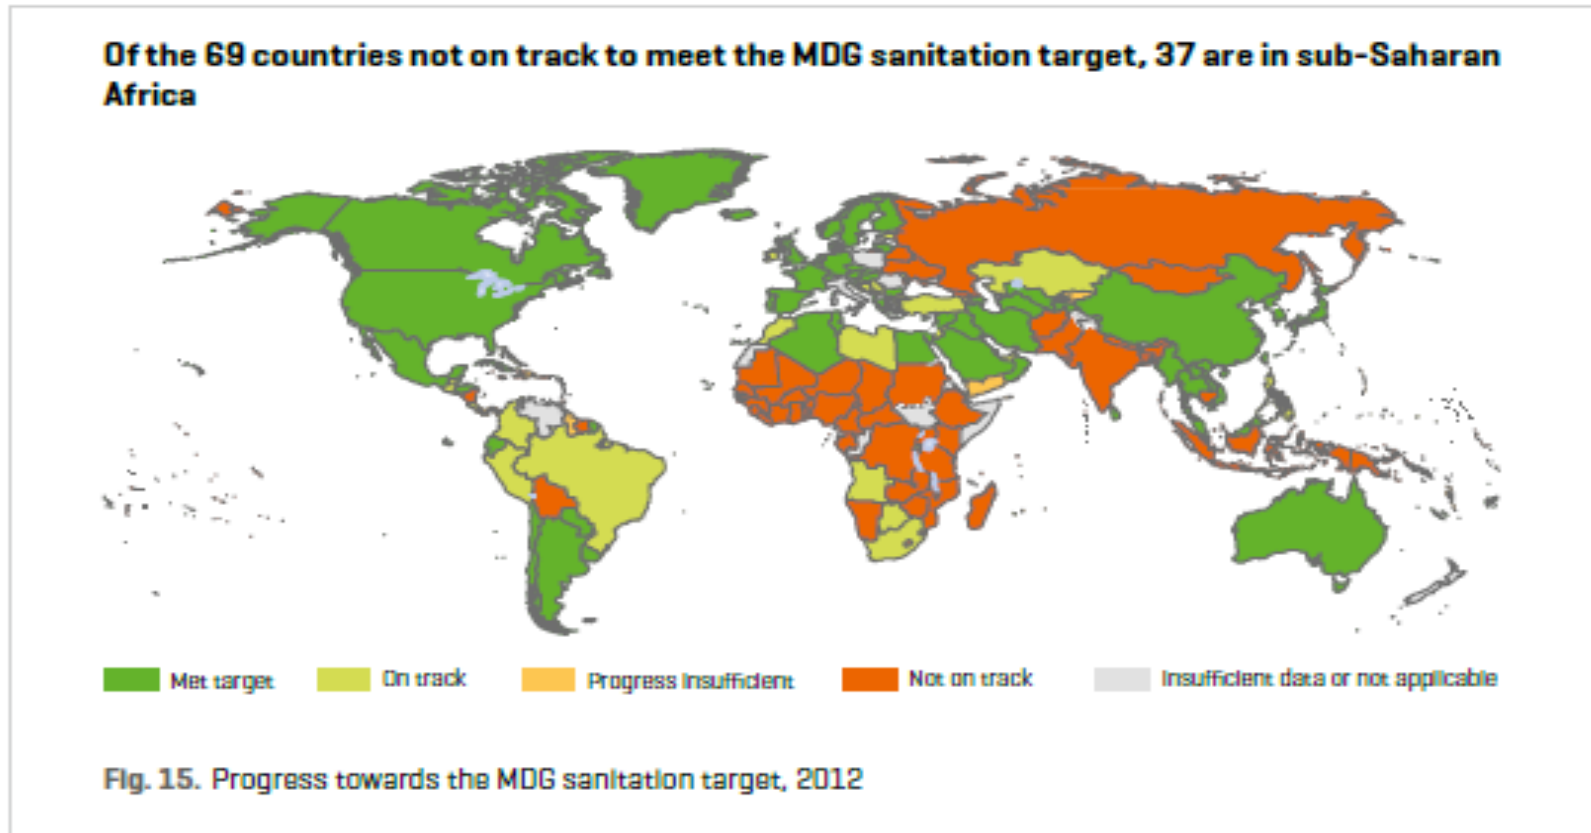 Of the 69 countries not on track to meet the MDG sanitation target, 37 are in sub-Saharan
Africa
Met target
On track
Progress insufficient
Not on track
Insufficient data or not applicable
Fig. 15. Progress towards the MDG sanitation target, 2012